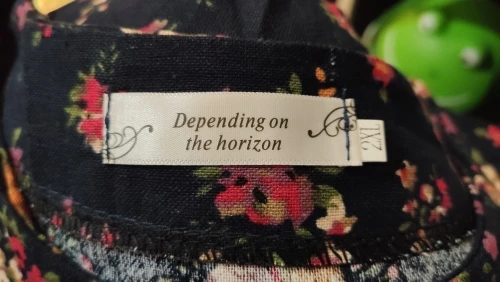 Depending on
the horizon
2XL